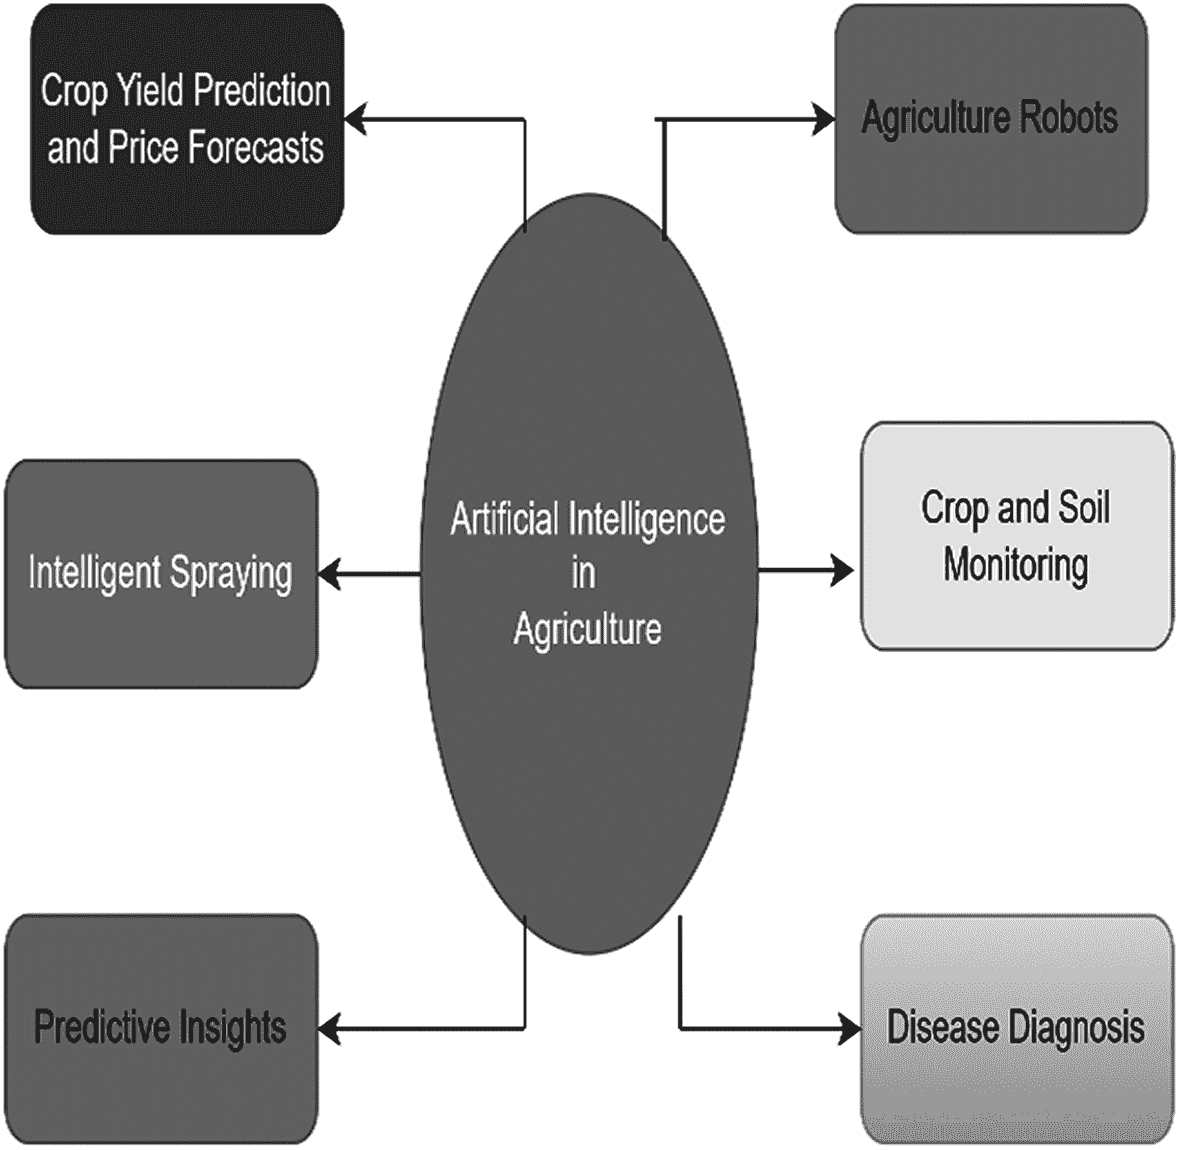 Crop Yield Prediction
and Price Forecasts
Agriculture Robots
Artificial Intelligence
in
Agriculture
Intelligent Spraying
Crop and Soil
Monitoring
Predictive Insights
Disease Diagnosis